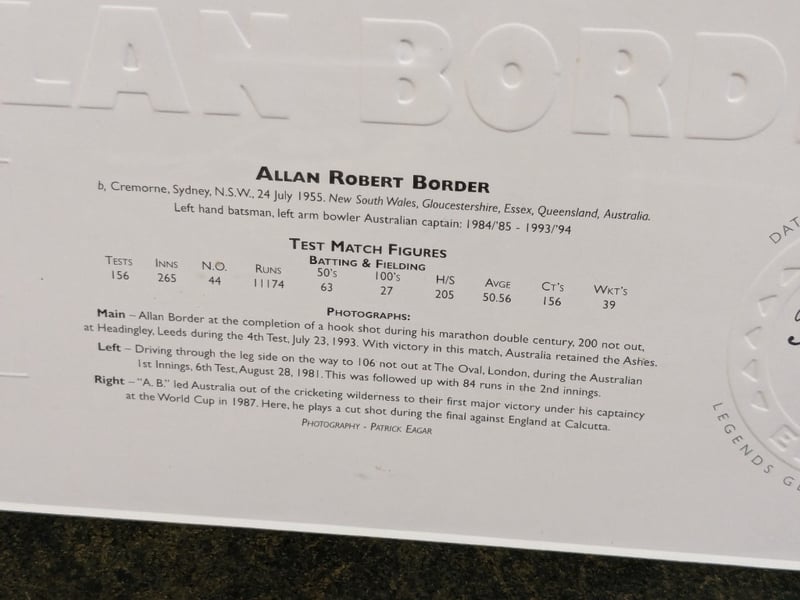 LAN BORD
ALLAN ROBERT BORDER
b, Cremorne, Sydney, N.S.W., 24 July 1955. New South Wales, Gloucestershire, Essex, Queensland, Australia.
Left hand batsman, left arm bowler Australian captain: 1984/'85 - 1993/'94
TEST MATCH FIGURES
BATTING & FIELDING
TESTS INNS N.O. RUNS 50's 100's H/S AVGE CT'S WKT'S
156 265 44 11174 63 27 205 50.56 156 39
PHOTOGRAPHS:
Main – Allan Border at the completion of a hook shot during his marathon double century, 200 not out,
at Headingley, Leeds during the 4th Test, July 23, 1993. With victory in this match, Australia retained the Ashes.
Left – Driving through the leg side on the way to 106 not out at The Oval, London, during the Australian
1st Innings, 6th Test, August 28, 1981. This was followed up with 84 runs in the 2nd innings.
Right – "A. B." led Australia out of the cricketing wilderness to their first major victory under his captaincy
at the World Cup in 1987. Here, he plays a cut shot during the final against England at Calcutta.
PHOTOGRAPHY - PATRICK EAGAR
DAT
LEGENDS G